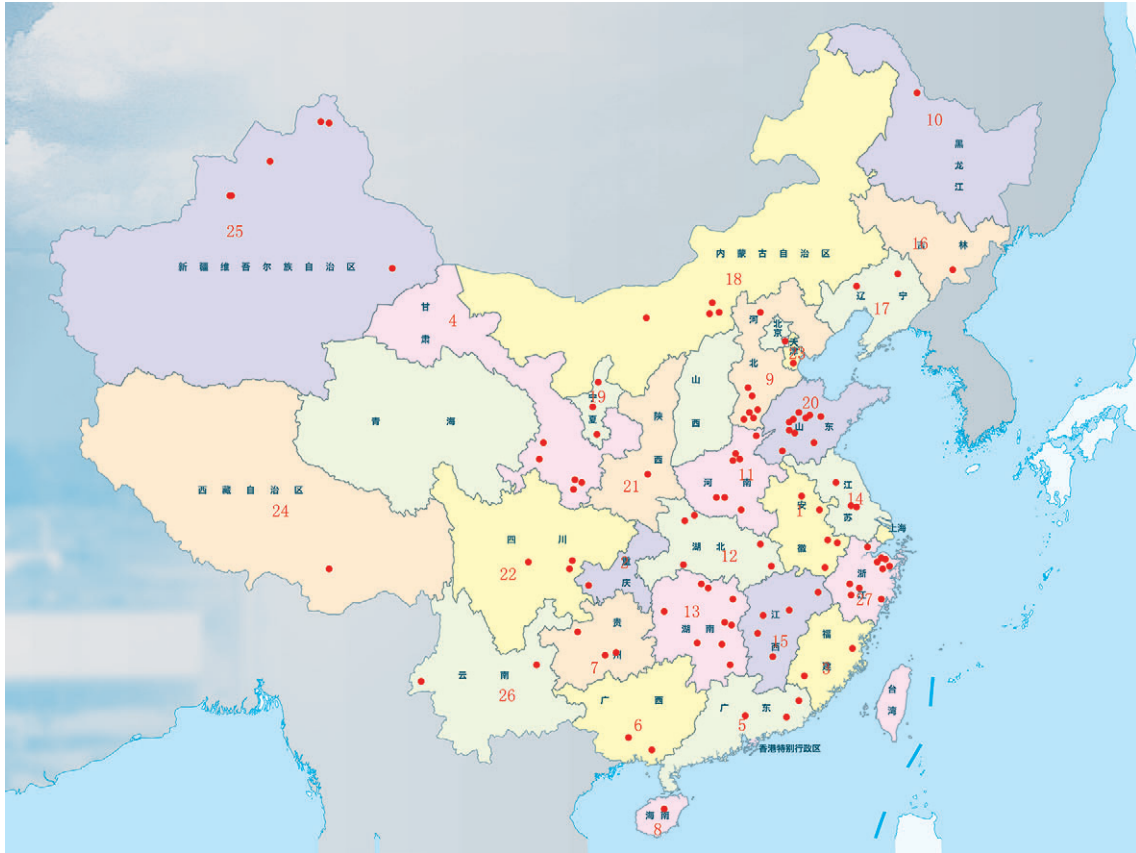 10
黑龙江
25
新疆维吾尔族自治区
16
吉林
内蒙古自治区
18
辽宁
17
甘肃
4
河北
9
北京
天津
23
山西
宁夏
19
陕西
21
青海
20
山东
河南
11
西藏自治区
24
江苏
14
安徽
1
上海
四川
22
重庆
2
湖北
12
浙江
27
湖南
13
江西
15
福建
3
贵州
7
云南
26
广西
6
广东
5
台湾
香港特别行政区
海南
8